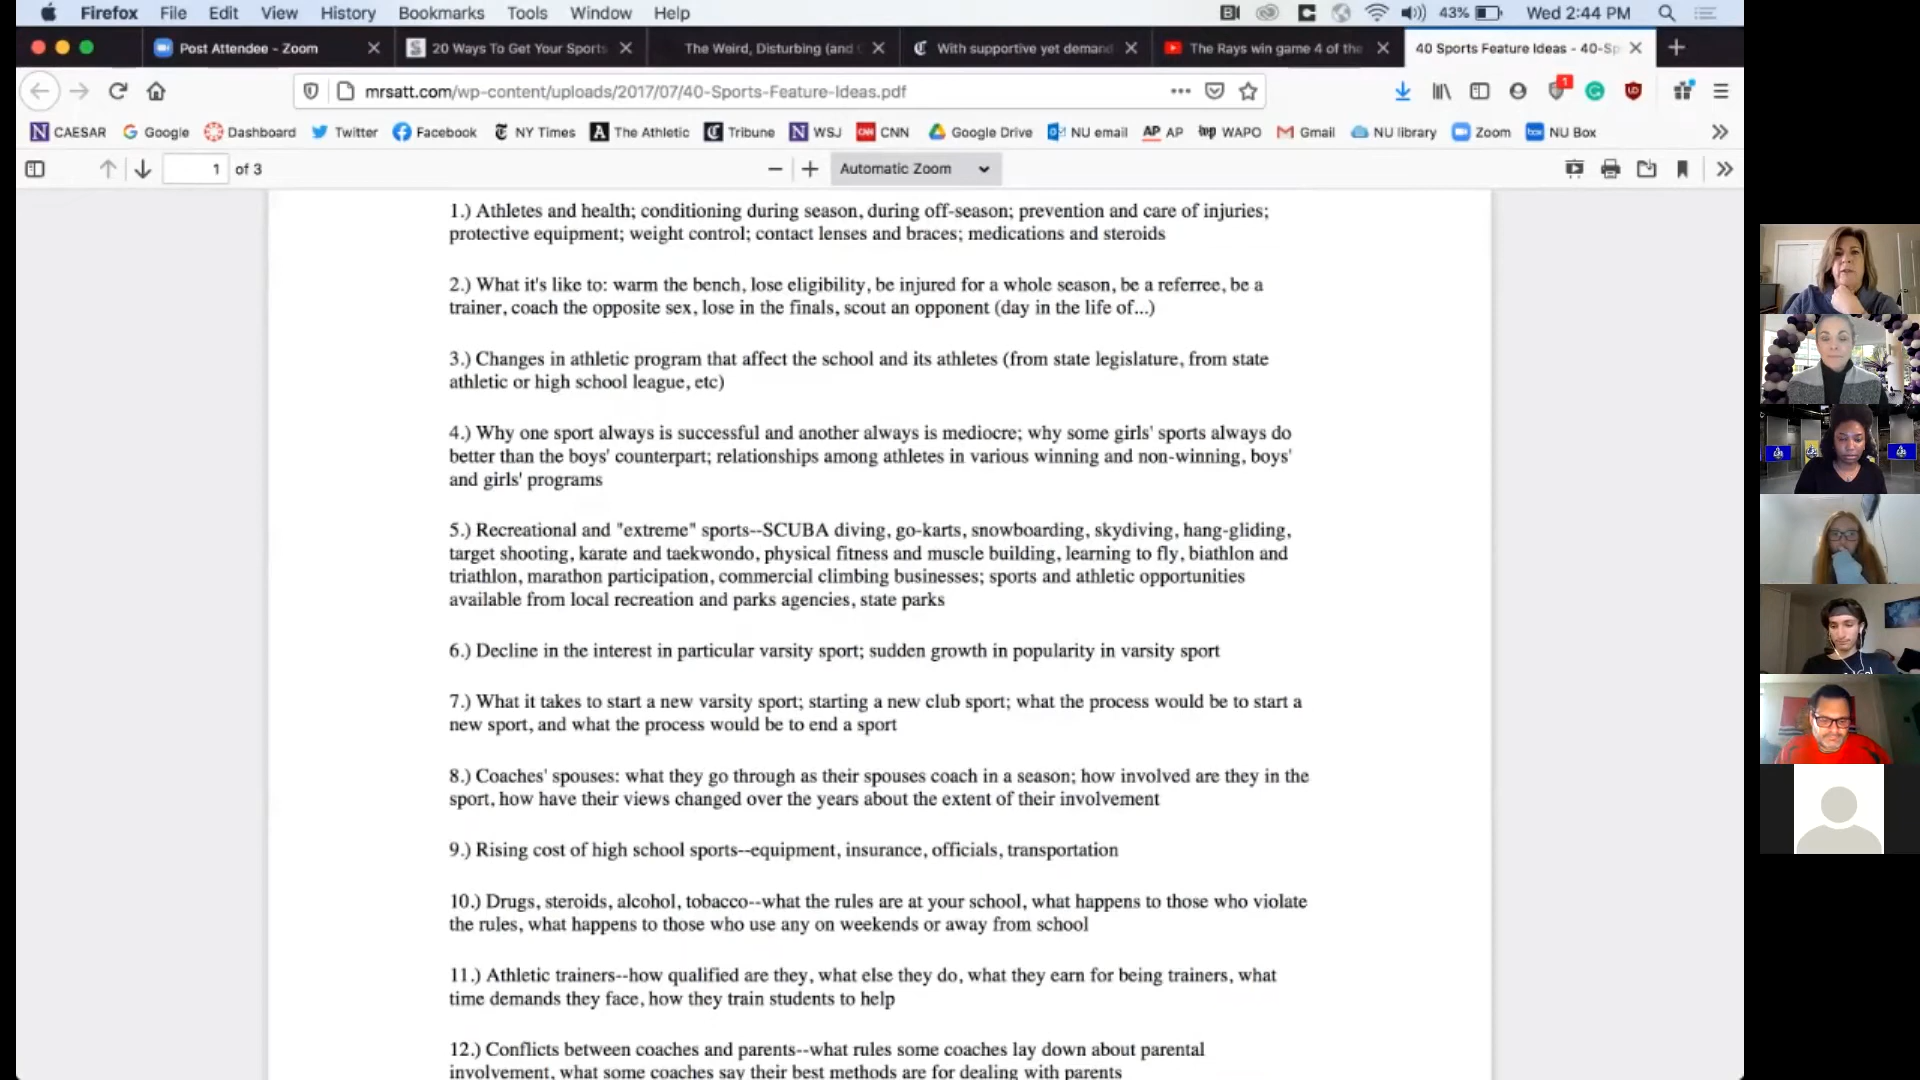 Firefox File Edit View History Bookmarks Tools Window Help 43% Wed 2:44 PM
Post Attendee - Zoom 20 Ways To Get Your Sports The Weird, Disturbing (and With supportive yet demand The Rays win game 4 of the 40 Sports Feature Ideas - 40-Sp
mrsatt.com/wp-content/uploads/2017/07/40-Sports-Feature-Ideas.pdf 1
CAESAR Google Dashboard Twitter Facebook NY Times The Athletic Tribune WSJ CNN Google Drive NU email AP AP wp WAPO Gmail NU library Zoom NU Box
1 of 3 Automatic Zoom
1.) Athletes and health; conditioning during season, during off-season; prevention and care of injuries;
protective equipment; weight control; contact lenses and braces; medications and steroids
2.) What it's like to: warm the bench, lose eligibility, be injured for a whole season, be a referree, be a
trainer, coach the opposite sex, lose in the finals, scout an opponent (day in the life of...)
3.) Changes in athletic program that affect the school and its athletes (from state legislature, from state
athletic or high school league, etc)
4.) Why one sport always is successful and another always is mediocre; why some girls' sports always do
better than the boys' counterpart; relationships among athletes in various winning and non-winning, boys'
and girls' programs
5.) Recreational and "extreme" sports--SCUBA diving, go-karts, snowboarding, skydiving, hang-gliding,
target shooting, karate and taekwondo, physical fitness and muscle building, learning to fly, biathlon and
triathlon, marathon participation, commercial climbing businesses; sports and athletic opportunities
available from local recreation and parks agencies, state parks
6.) Decline in the interest in particular varsity sport; sudden growth in popularity in varsity sport
7.) What it takes to start a new varsity sport; starting a new club sport; what the process would be to start a
new sport, and what the process would be to end a sport
8.) Coaches' spouses: what they go through as their spouses coach in a season; how involved are they in the
sport, how have their views changed over the years about the extent of their involvement
9.) Rising cost of high school sports--equipment, insurance, officials, transportation
10.) Drugs, steroids, alcohol, tobacco--what the rules are at your school, what happens to those who violate
the rules, what happens to those who use any on weekends or away from school
11.) Athletic trainers--how qualified are they, what else they do, what they earn for being trainers, what
time demands they face, how they train students to help
12.) Conflicts between coaches and parents--what rules some coaches lay down about parental
involvement, what some coaches say their best methods are for dealing with parents